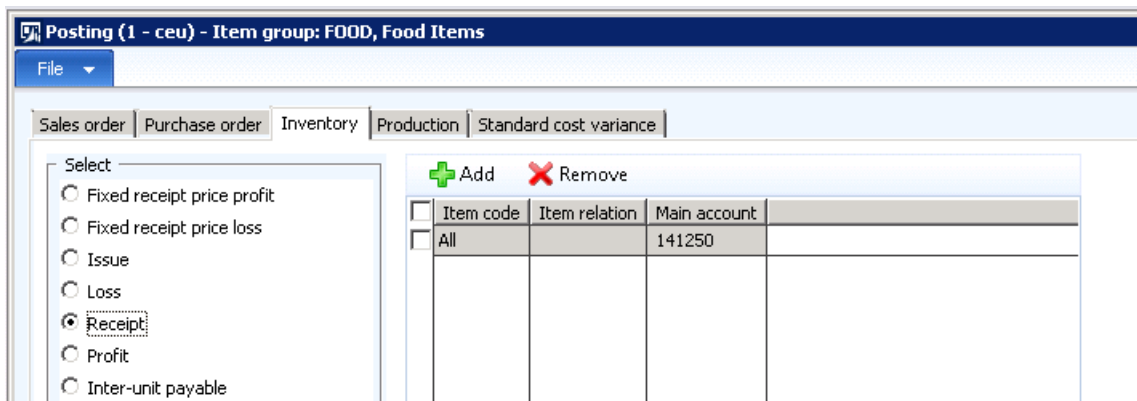 Posting (1 - ceu) - Item group: FOOD, Food Items
File
Sales order Purchase order Inventory Production Standard cost variance
Select
Fixed receipt price profit
Fixed receipt price loss
Issue
Loss
Receipt
Profit
Inter-unit payable
Add Remove
Item code Item relation Main account
All 141250